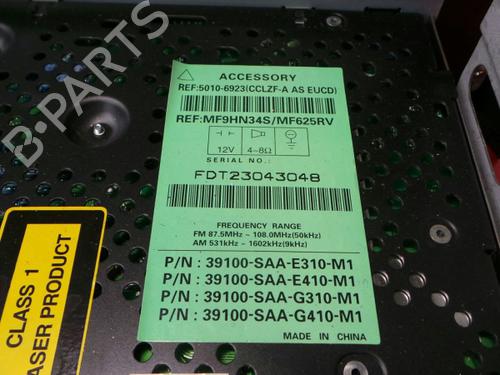 ACCESSORY
REF:5010-6923(CCLZF-A AS EUCD)
REF:MF9HN34S/MF625RV
12V 4~8Ω
SERIAL NO.:
FDT23043048
FREQUENCY RANGE
FM 87.5MHz ~ 108.0MHz(50kHz)
AM 531kHz ~ 1602kHz(9kHz)
P/N : 39100-SAA-E310-M1
P/N : 39100-SAA-E410-M1
P/N : 39100-SAA-G310-M1
P/N : 39100-SAA-G410-M1
MADE IN CHINA
CLASS 1
ASER PRODUCT
B-PARTS